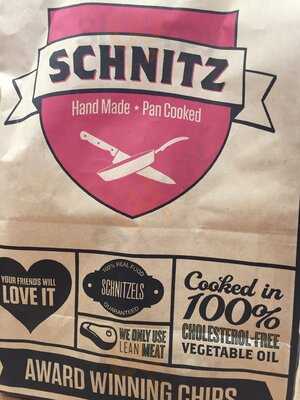 SCHNITZ
Hand Made • Pan Cooked
YOUR FRIENDS WILL
LOVE IT
100% REAL FOOD
SCHNITZELS
GUARANTEED
WE ONLY USE
LEAN MEAT
Cooked in
100%
CHOLESTEROL-FREE
VEGETABLE OIL
AWARD WINNING CHIPS